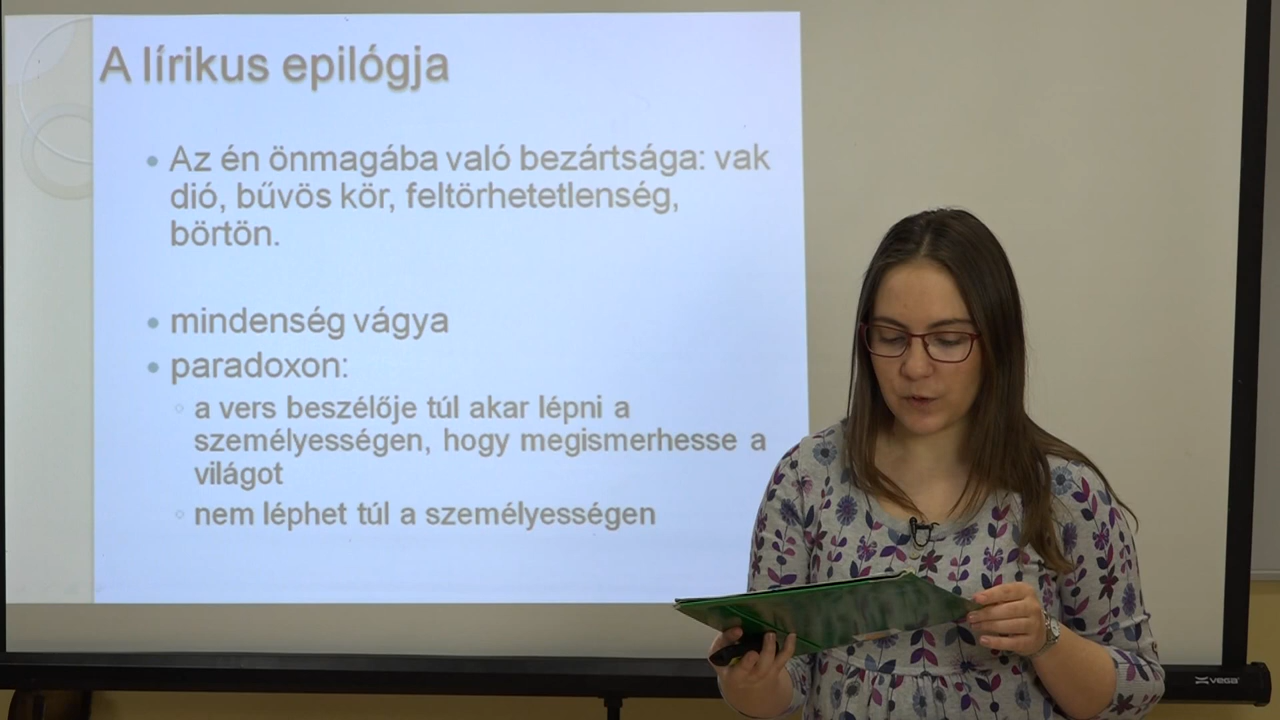 A lírikus epilógja
• Az én önmagába való bezártsága: vak
dió, bűvös kör, feltörhetetlenség,
börtön.
• mindenség vágya
• paradoxon:
◦ a vers beszélője túl akar lépni a
személyességen, hogy megismerhesse a
világot
◦ nem léphet túl a személyességen
VEGA